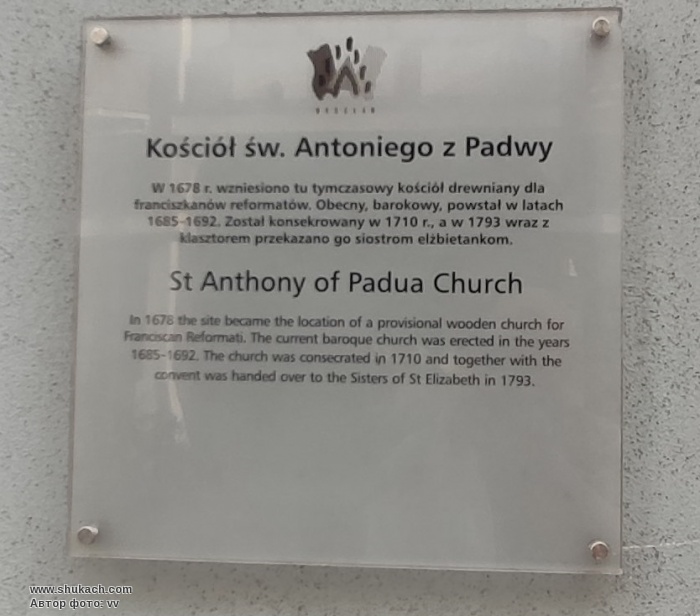 WROCŁAW
Kościół św. Antoniego z Padwy
W 1678 r. wzniesiono tu tymczasowy kościół drewniany dla
franciszkanów reformatów. Obecny, barokowy, powstał w latach
1685-1692. Został konsekrowany w 1710 r., a w 1793 wraz z
klasztorem przekazano go siostrom elżbietankom.
St Anthony of Padua Church
In 1678 the site became the location of a provisional wooden church for
Franciscan Reformati. The current baroque church was erected in the years
1685-1692. The church was consecrated in 1710 and together with the
convent was handed over to the Sisters of St Elizabeth in 1793.
www.shukach.com
Автор фото: vv